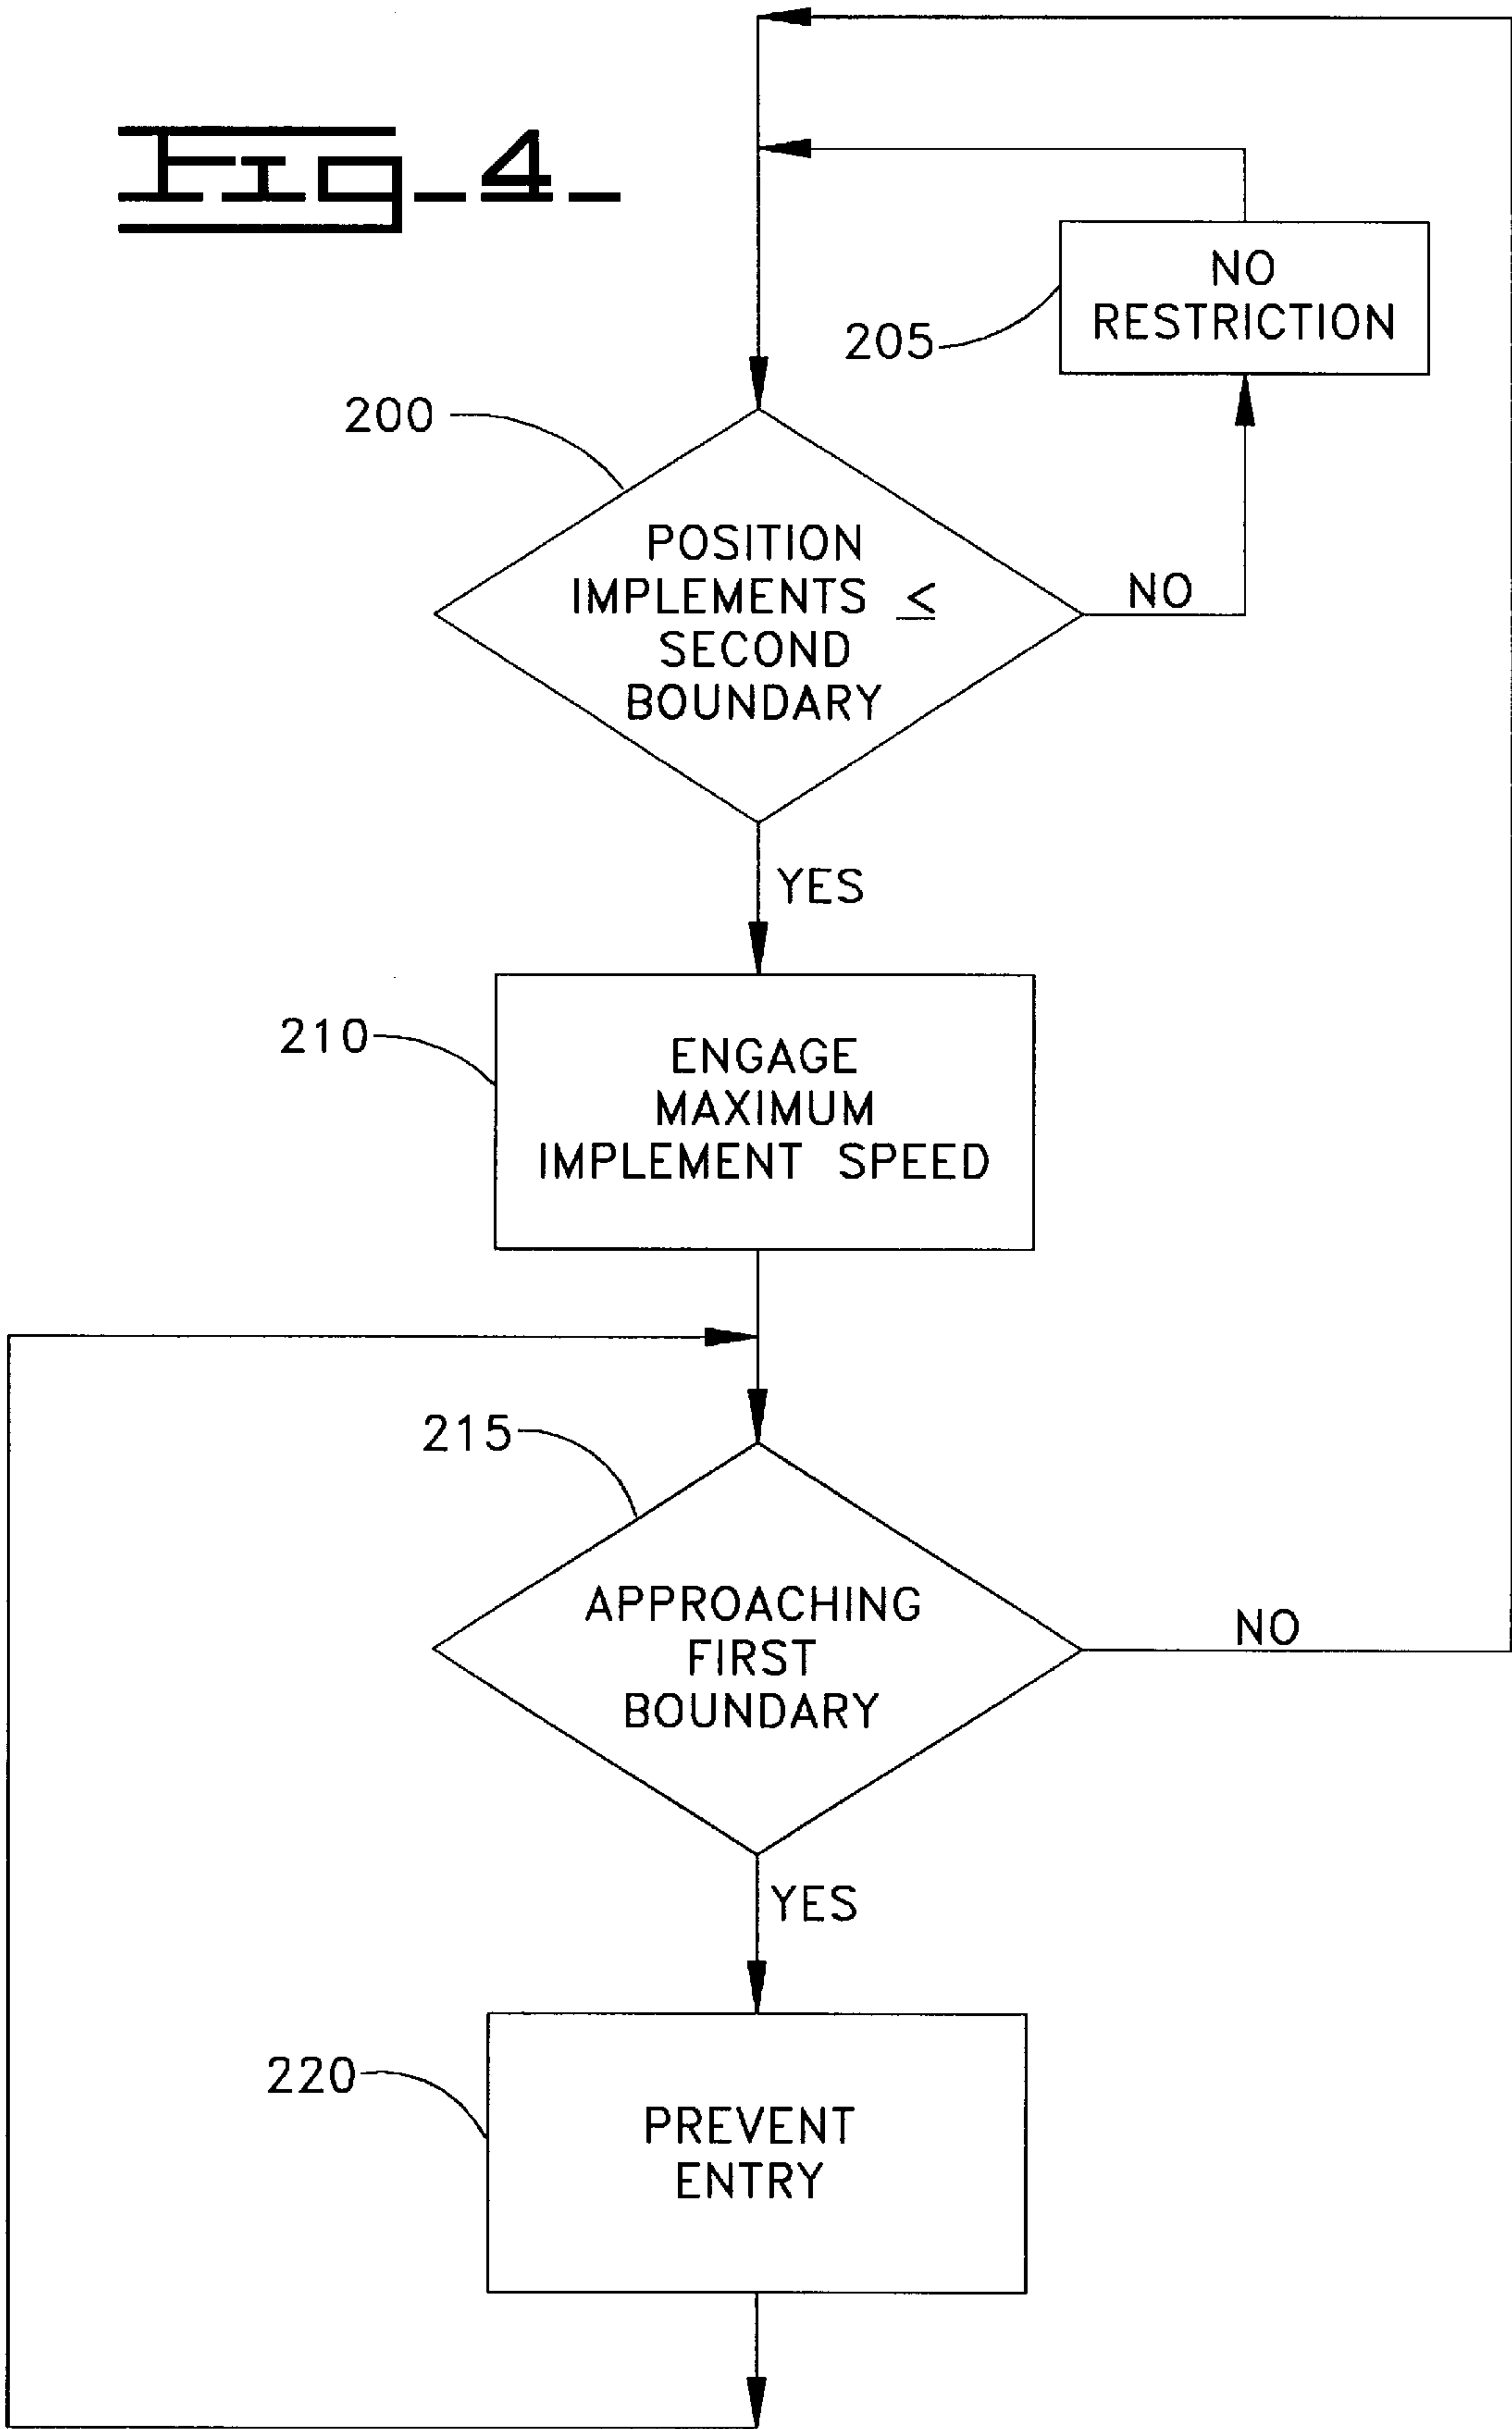 Fig-4-
NO
RESTRICTION
205
200
POSITION
IMPLEMENTS ≤
SECOND
BOUNDARY
NO
YES
210
ENGAGE
MAXIMUM
IMPLEMENT SPEED
215
APPROACHING
FIRST
BOUNDARY
NO
YES
220
PREVENT
ENTRY